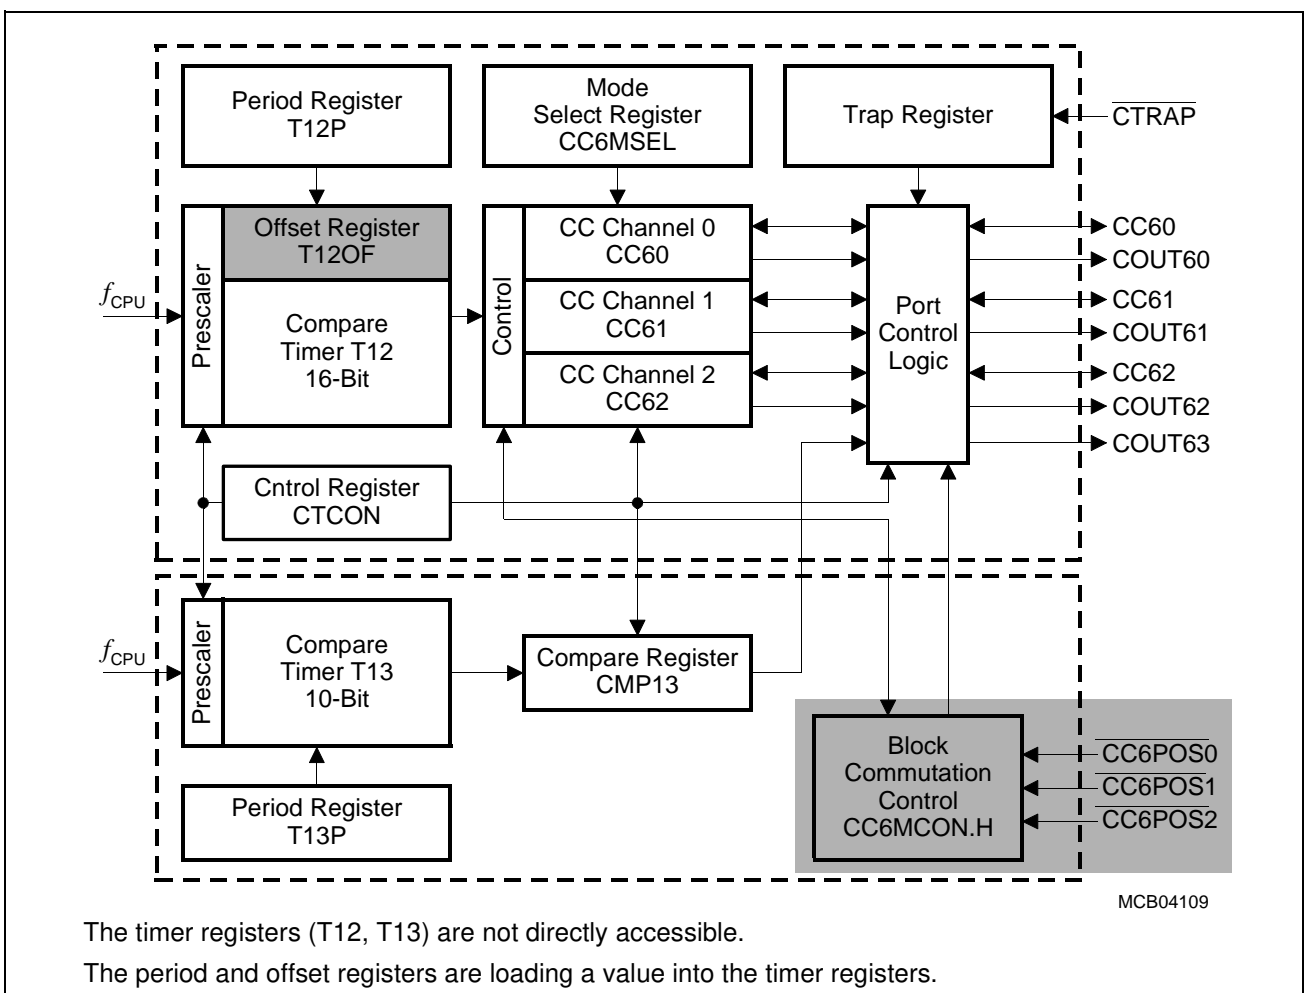 Period Register
T12P
Mode
Select Register
CC6MSEL
Trap Register
CTRAP
fCPU
Prescaler
Offset Register
T12OF
Compare
Timer T12
16-Bit
Control
CC Channel 0
CC60
CC Channel 1
CC61
CC Channel 2
CC62
Port
Control
Logic
CC60
COUT60
CC61
COUT61
CC62
COUT62
COUT63
Cntrol Register
CTCON
fCPU
Prescaler
Compare
Timer T13
10-Bit
Compare Register
CMP13
Period Register
T13P
Block
Commutation
Control
CC6MCON.H
CC6POS0
CC6POS1
CC6POS2
MCB04109
The timer registers (T12, T13) are not directly accessible.
The period and offset registers are loading a value into the timer registers.